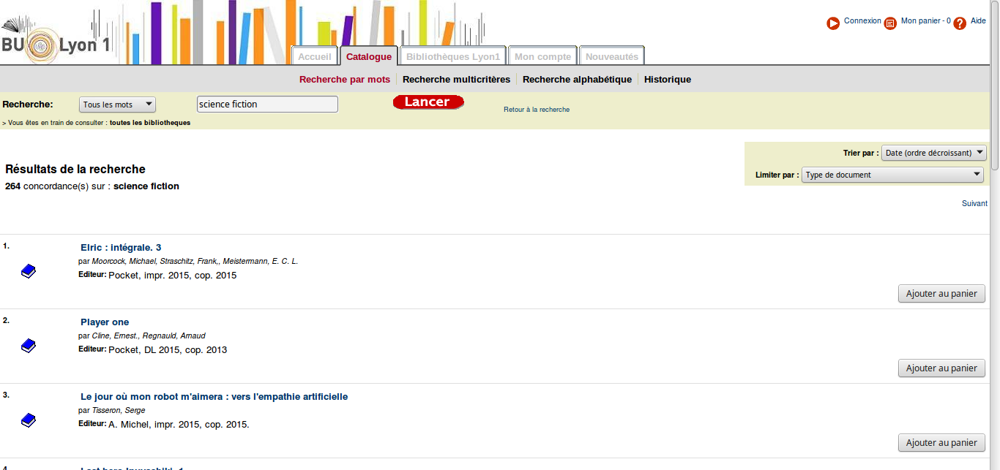 BU Lyon 1
Connexion Mon panier - 0 Aide
Accueil Catalogue Bibliothèques Lyon1 Mon compte Nouveautés
Recherche par mots Recherche multicritères Recherche alphabétique Historique
Recherche: Tous les mots science fiction Lancer Retour à la recherche
> Vous êtes en train de consulter : toutes les bibliotheques
Trier par : Date (ordre décroissant)
Limiter par : Type de document
Résultats de la recherche
264 concordance(s) sur : science fiction
Suivant
1. Elric : intégrale. 3
par Moorcock, Michael, Straschitz, Frank,, Meistermann, E. C. L.
Editeur: Pocket, impr. 2015, cop. 2015
Ajouter au panier
2. Player one
par Cline, Ernest., Regnauld, Arnaud
Editeur: Pocket, DL 2015, cop. 2013
Ajouter au panier
3. Le jour où mon robot m'aimera : vers l'empathie artificielle
par Tisseron, Serge
Editeur: A. Michel, impr. 2015, cop. 2015.
Ajouter au panier
4.